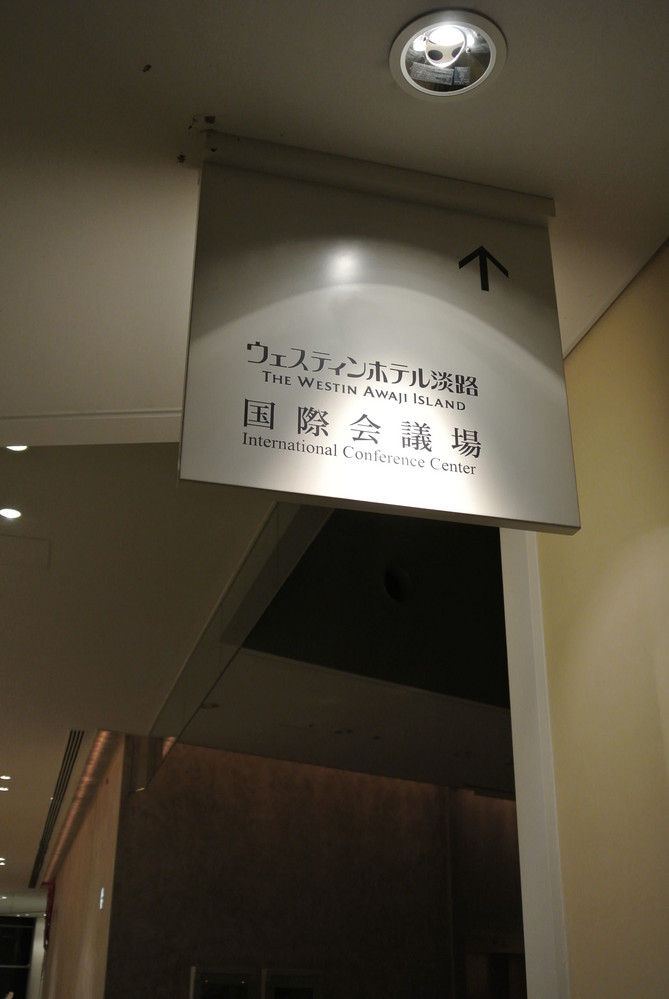 ウェスティンホテル淡路
THE WESTIN AWAJI ISLAND
国際会議場
International Conference Center